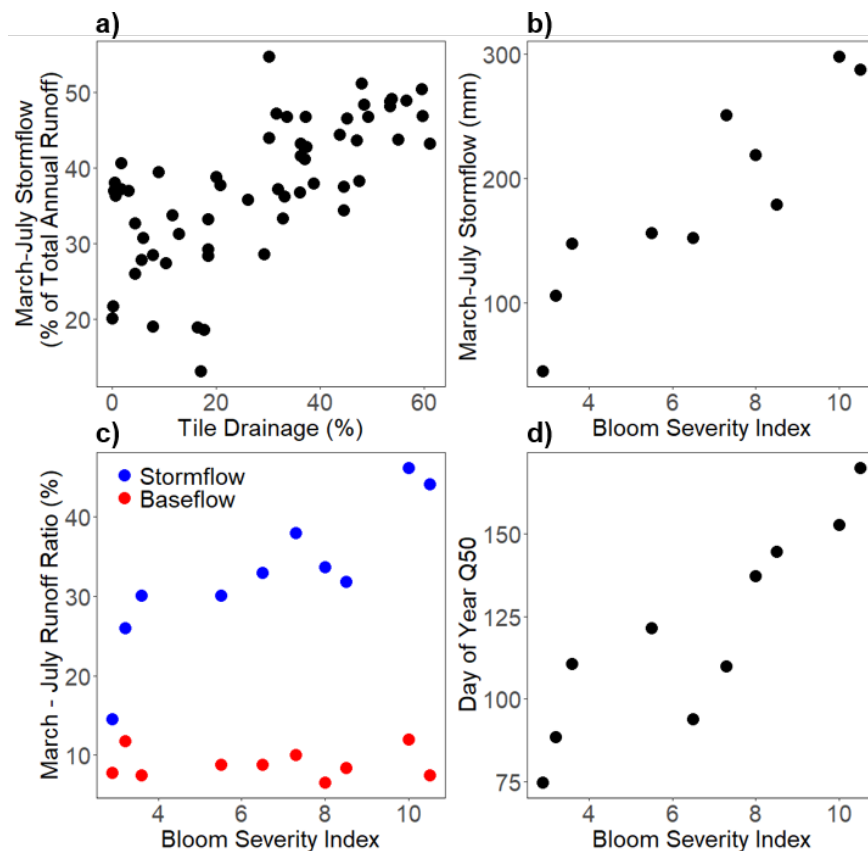 a)
March-July Stormflow
(% of Total Annual Runoff)
50
40
30
20
0
20
40
60
Tile Drainage (%)
b)
March-July Stormflow (mm)
300
200
100
4
6
8
10
Bloom Severity Index
c)
March - July Runoff Ratio (%)
Stormflow
Baseflow
40
30
20
10
4
6
8
10
Bloom Severity Index
d)
Day of Year Q50
150
125
100
75
4
6
8
10
Bloom Severity Index